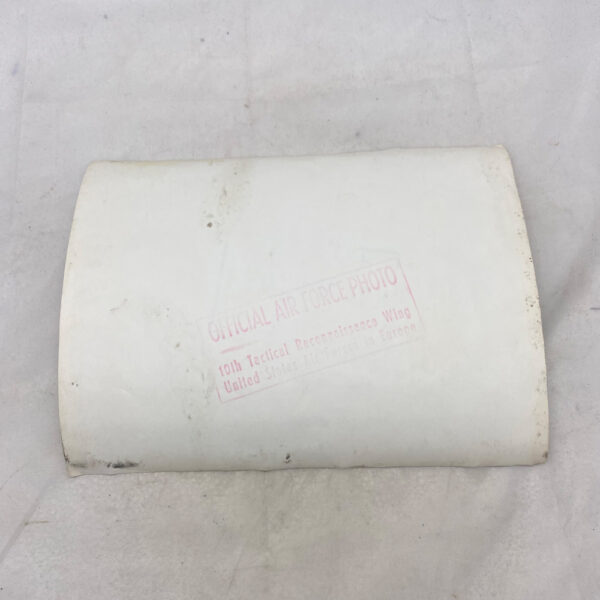 OFFICIAL AIR FORCE PHOTO
10th Tactical Reconnaissance Wing
United States Air Forces in Europe